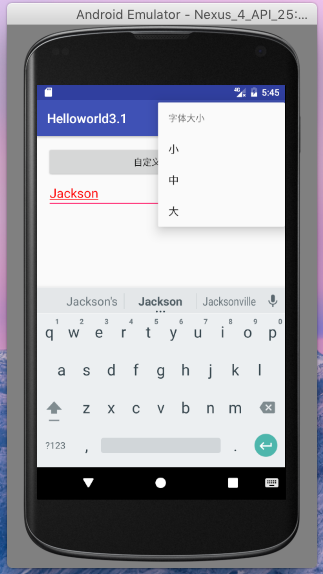 Android Emulator - Nexus_4_API_25:...
4G 5:45
Helloworld3.1
字体大小
小
中
大
自定义
Jackson
Jackson's Jackson Jacksonville
1 2 3 4 5 6 7 8 9 0
q w e r t y u i o p
a s d f g h j k l
z x c v b n m
?123 , .